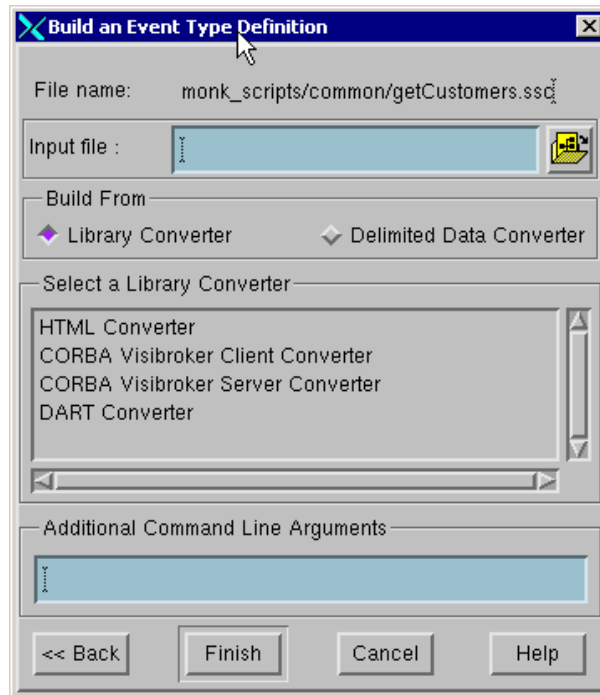 Build an Event Type Definition
File name: monk_scripts/common/getCustomers.ssc
Input file :
Build From
Library Converter Delimited Data Converter
Select a Library Converter
HTML Converter
CORBA Visibroker Client Converter
CORBA Visibroker Server Converter
DART Converter
Additional Command Line Arguments
<< Back Finish Cancel Help